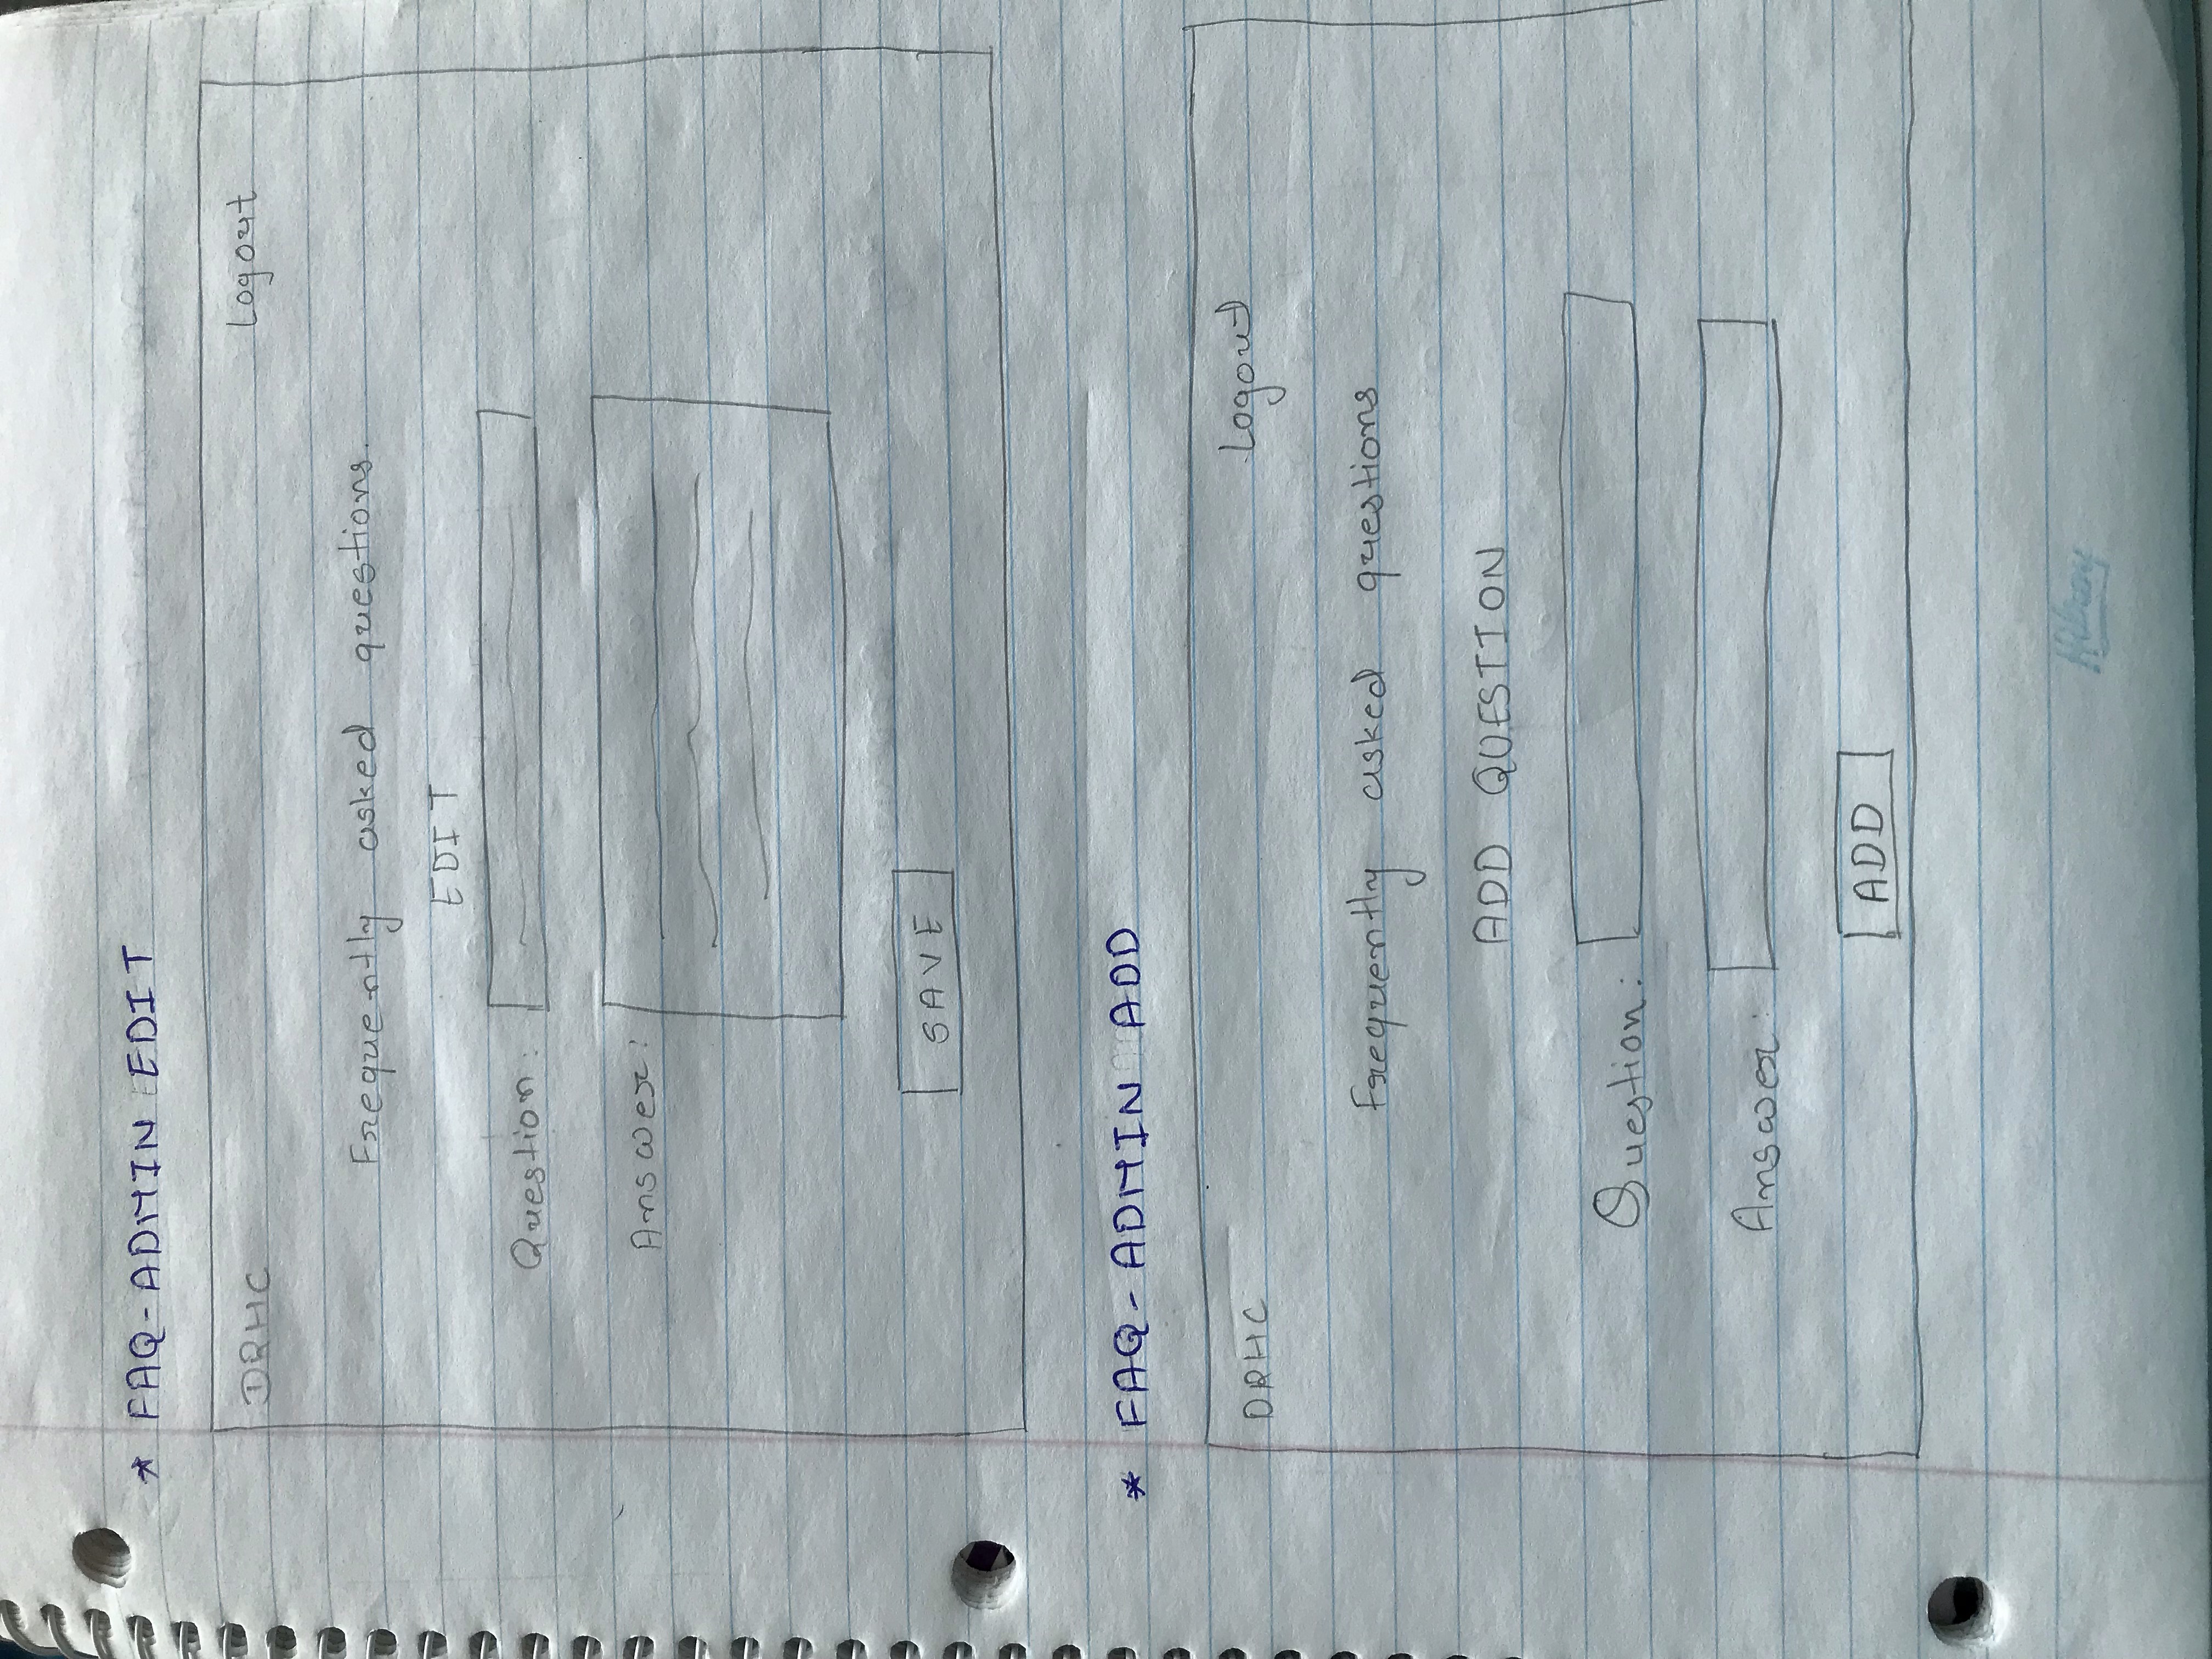 * FAQ-ADMIN EDIT
DRHC Logout
Frequently asked questions.
EDIT
Question:
Answer:
SAVE
* FAQ-ADMIN ADD
DRHC Logout
Frequently asked questions
ADD QUESTION
Question:
Answer:
ADD
Hilroy